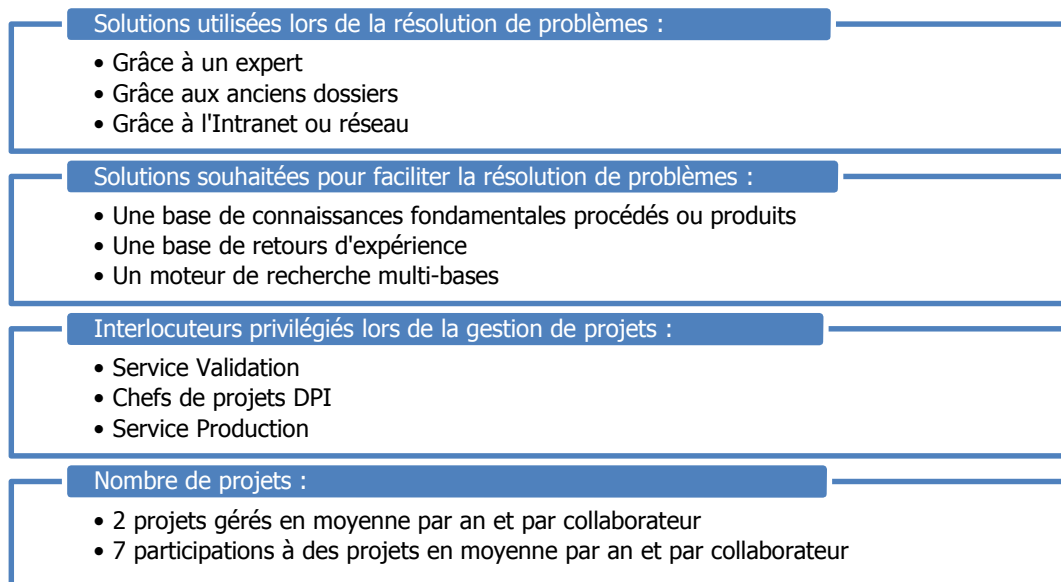 Solutions utilisées lors de la résolution de problèmes :
• Grâce à un expert
• Grâce aux anciens dossiers
• Grâce à l'Intranet ou réseau
Solutions souhaitées pour faciliter la résolution de problèmes :
• Une base de connaissances fondamentales procédés ou produits
• Une base de retours d'expérience
• Un moteur de recherche multi-bases
Interlocuteurs privilégiés lors de la gestion de projets :
• Service Validation
• Chefs de projets DPI
• Service Production
Nombre de projets :
• 2 projets gérés en moyenne par an et par collaborateur
• 7 participations à des projets en moyenne par an et par collaborateur